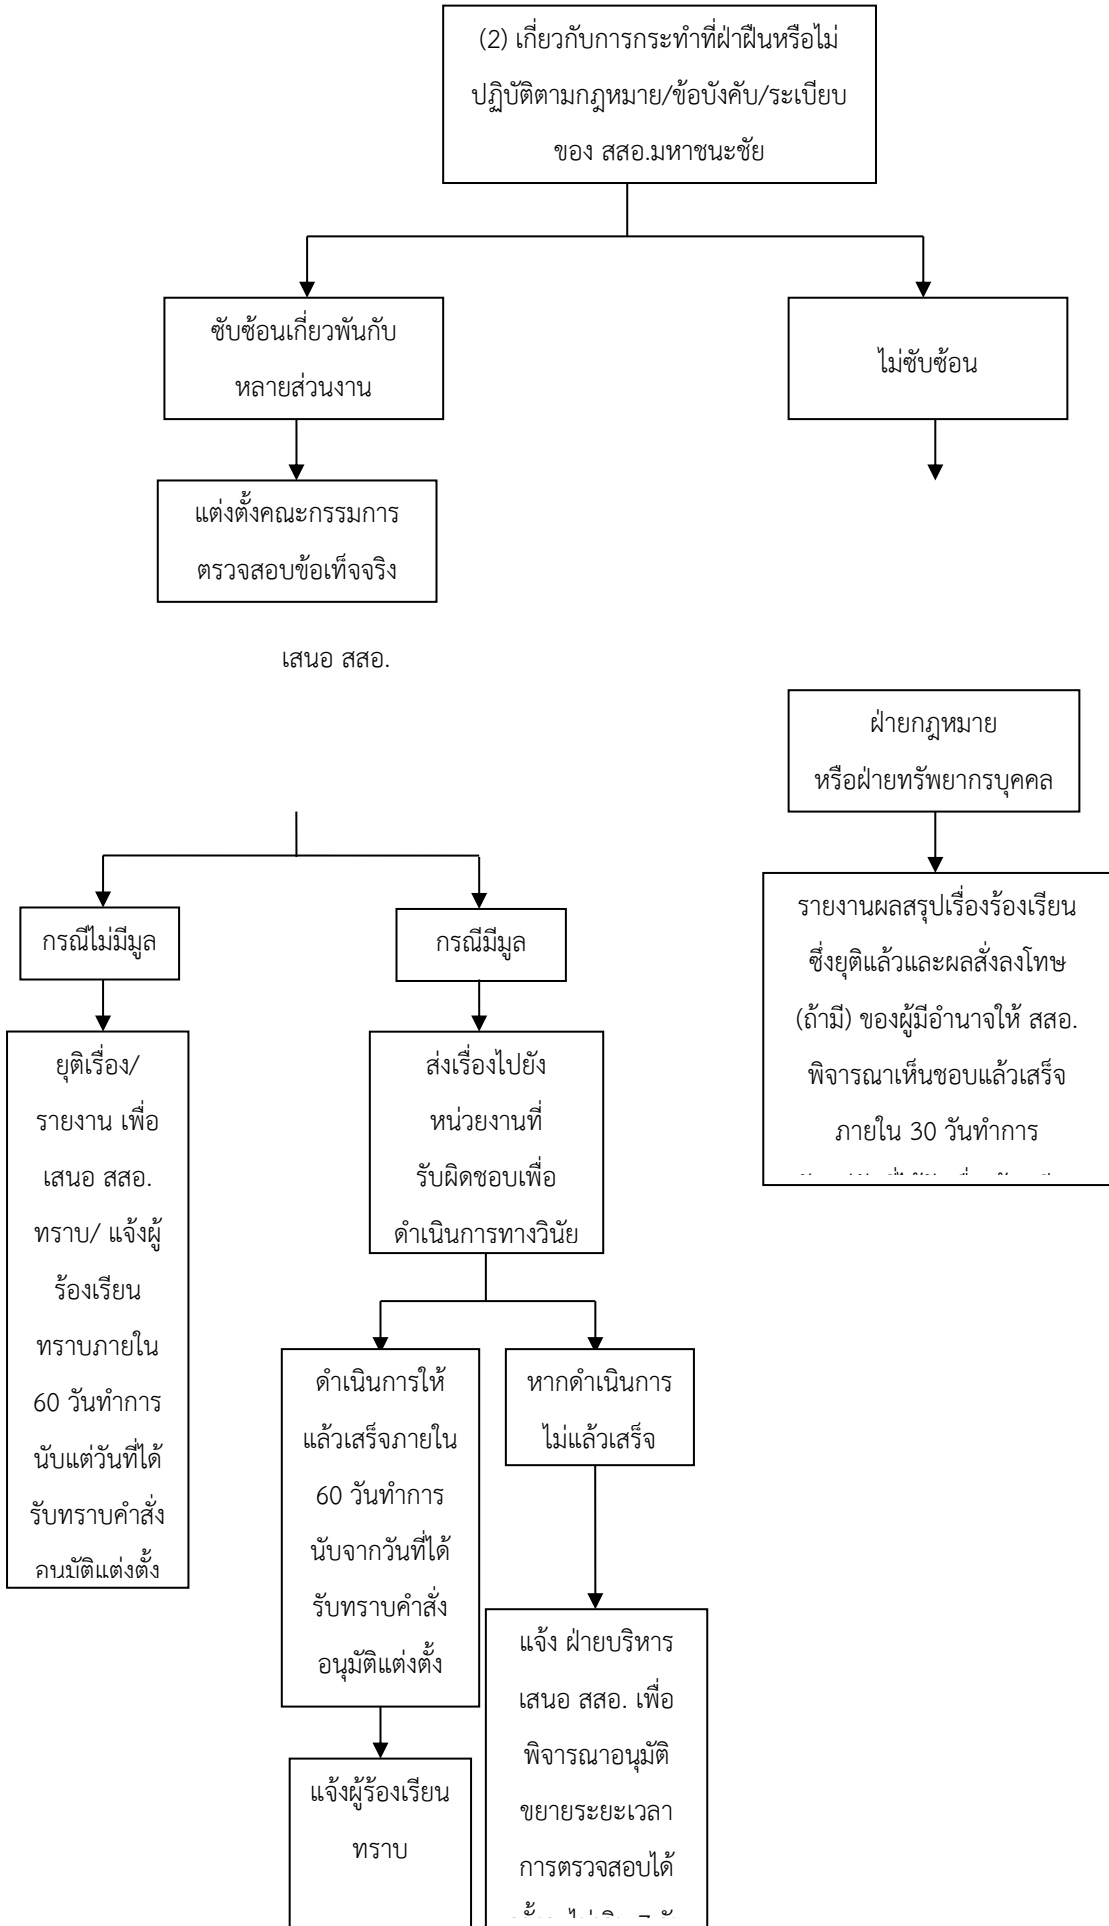 (2) เกี่ยวกับการกระทำที่ฝ่าฝืนหรือไม่
ปฏิบัติตามกฎหมาย/ข้อบังคับ/ระเบียบ
ของ สสอ.มหาชนะชัย
ซับซ้อนเกี่ยวพันกับ
หลายส่วนงาน
ไม่ซับซ้อน
แต่งตั้งคณะกรรมการ
ตรวจสอบข้อเท็จจริง
เสนอ สสอ.
ฝ่ายกฎหมาย
หรือฝ่ายทรัพยากรบุคคล
รายงานผลสรุปเรื่องร้องเรียน
ซึ่งยุติแล้วและผลสั่งลงโทษ
(ถ้ามี) ของผู้มีอำนาจให้ สสอ.
พิจารณาเห็นชอบแล้วเสร็จ
ภายใน 30 วันทำการ
กรณีไม่มีมูล
กรณีมีมูล
ยุติเรื่อง/
รายงาน เพื่อ
เสนอ สสอ.
ทราบ/ แจ้งผู้
ร้องเรียน
ทราบภายใน
60 วันทำการ
นับแต่วันที่ได้
รับทราบคำสั่ง
อนุมัติแต่งตั้ง
ส่งเรื่องไปยัง
หน่วยงานที่
รับผิดชอบเพื่อ
ดำเนินการทางวินัย
ดำเนินการให้
แล้วเสร็จภายใน
60 วันทำการ
นับจากวันที่ได้
รับทราบคำสั่ง
อนุมัติแต่งตั้ง
หากดำเนินการ
ไม่แล้วเสร็จ
แจ้ง ฝ่ายบริหาร
เสนอ สสอ. เพื่อ
พิจารณาอนุมัติ
ขยายระยะเวลา
การตรวจสอบได้
แจ้งผู้ร้องเรียน
ทราบ